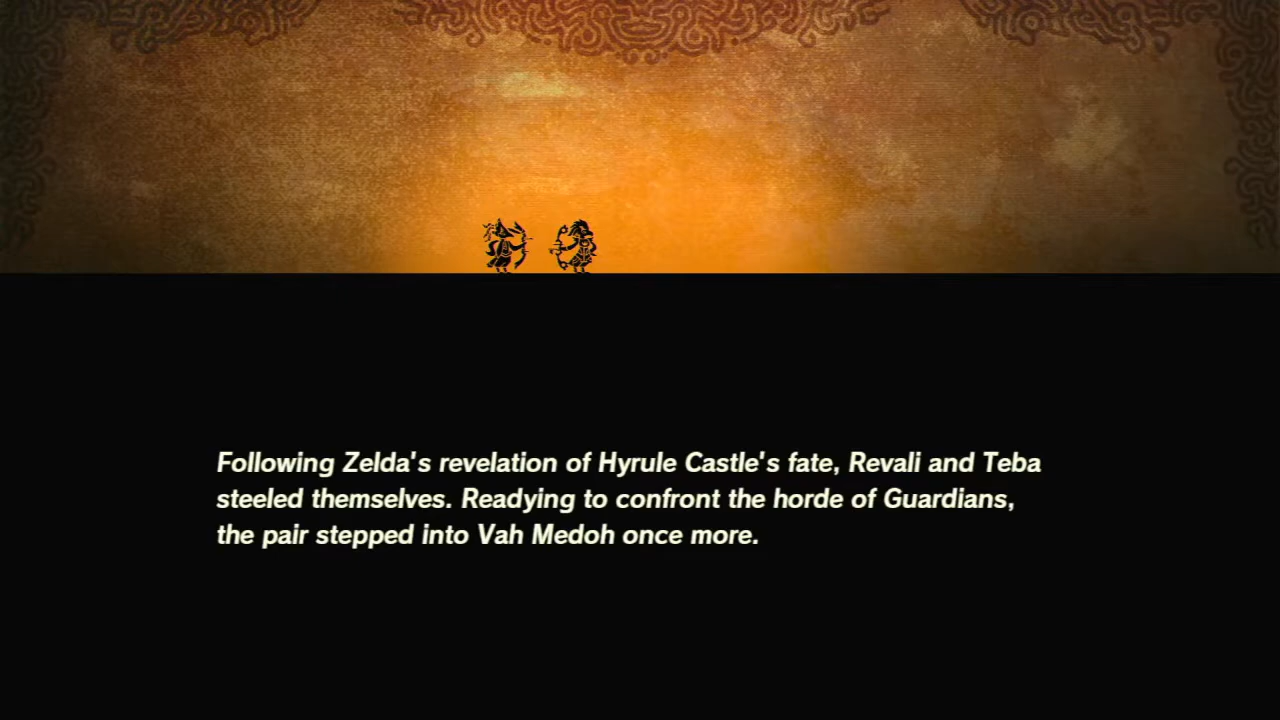 Following Zelda's revelation of Hyrule Castle's fate, Revali and Teba
steeled themselves. Readying to confront the horde of Guardians,
the pair stepped into Vah Medoh once more.